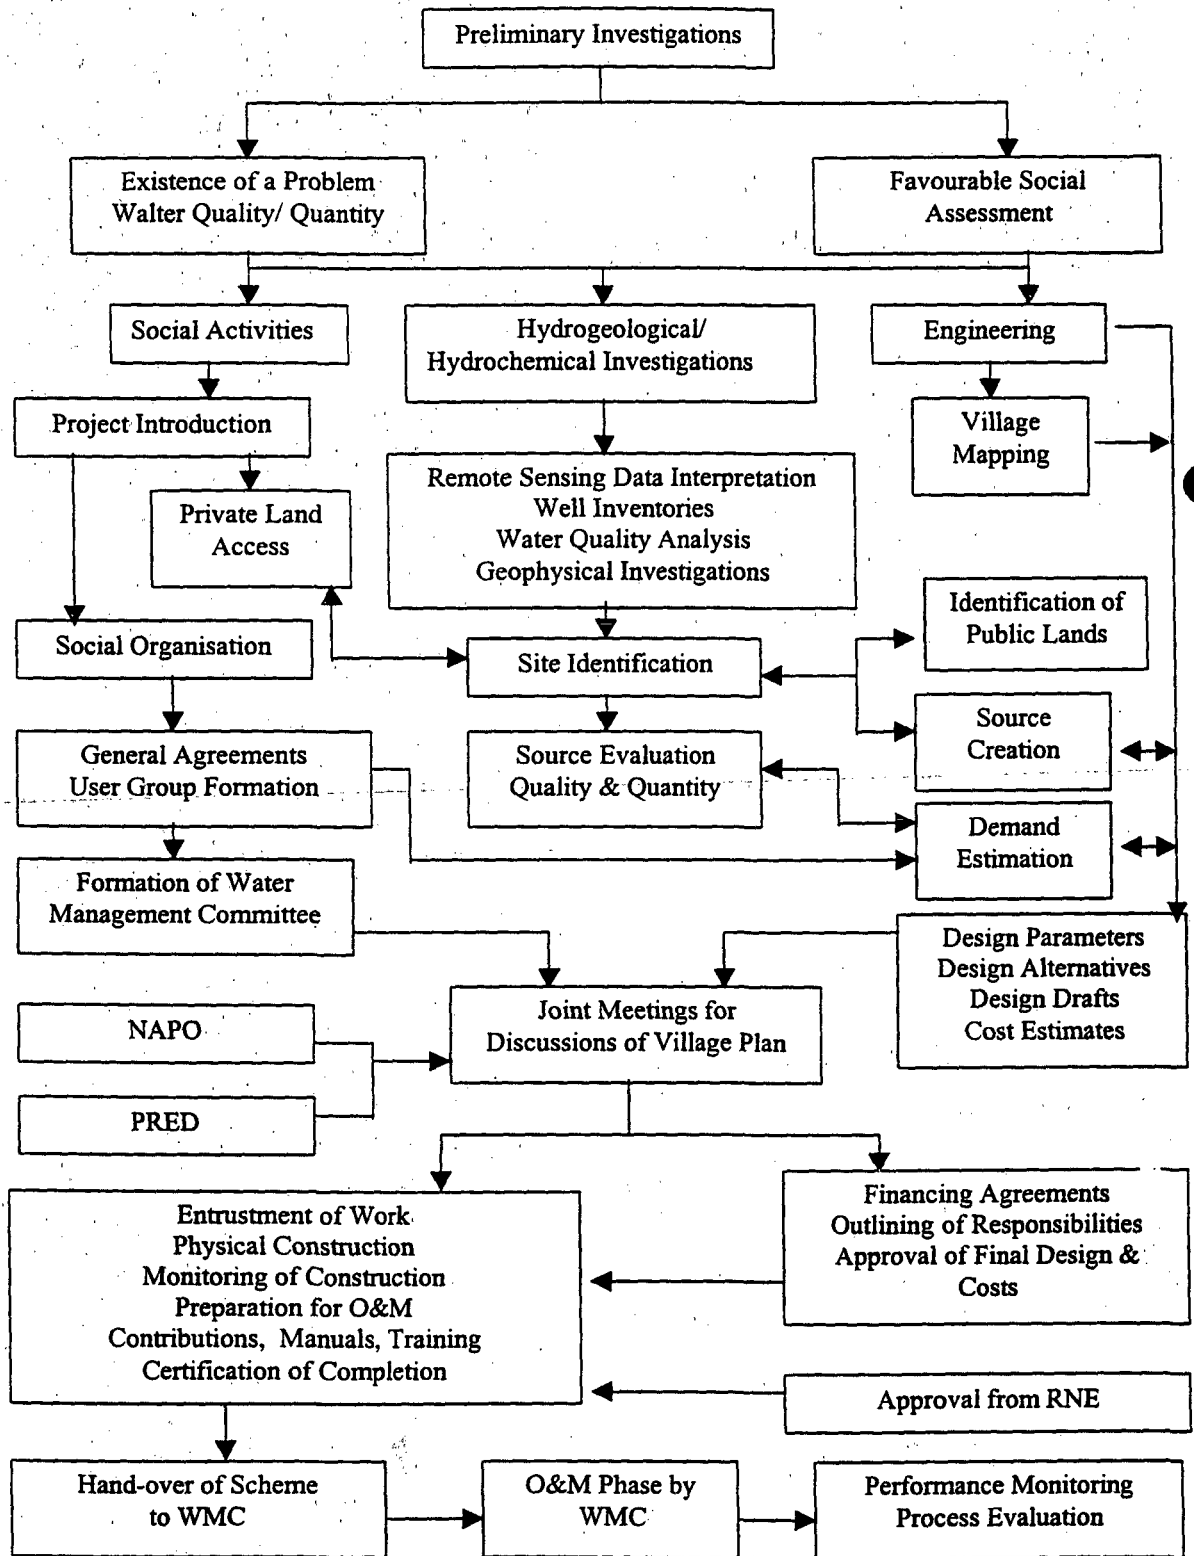 Preliminary Investigations
Existence of a Problem
Walter Quality/ Quantity
Favourable Social
Assessment
Social Activities
Hydrogeological/
Hydrochemical Investigations
Engineering
Project Introduction
Village
Mapping
Private Land
Access
Remote Sensing Data Interpretation
Well Inventories
Water Quality Analysis
Geophysical Investigations
Identification of
Public Lands
Social Organisation
Site Identification
Source
Creation
General Agreements
User Group Formation
Source Evaluation
Quality & Quantity
Demand
Estimation
Formation of Water
Management Committee
Design Parameters
Design Alternatives
Design Drafts
Cost Estimates
Joint Meetings for
Discussions of Village Plan
NAPO
PRED
Entrustment of Work
Physical Construction
Monitoring of Construction
Preparation for O&M
Contributions, Manuals, Training
Certification of Completion
Financing Agreements
Outlining of Responsibilities
Approval of Final Design &
Costs
Approval from RNE
Hand-over of Scheme
to WMC
O&M Phase by
WMC
Performance Monitoring
Process Evaluation